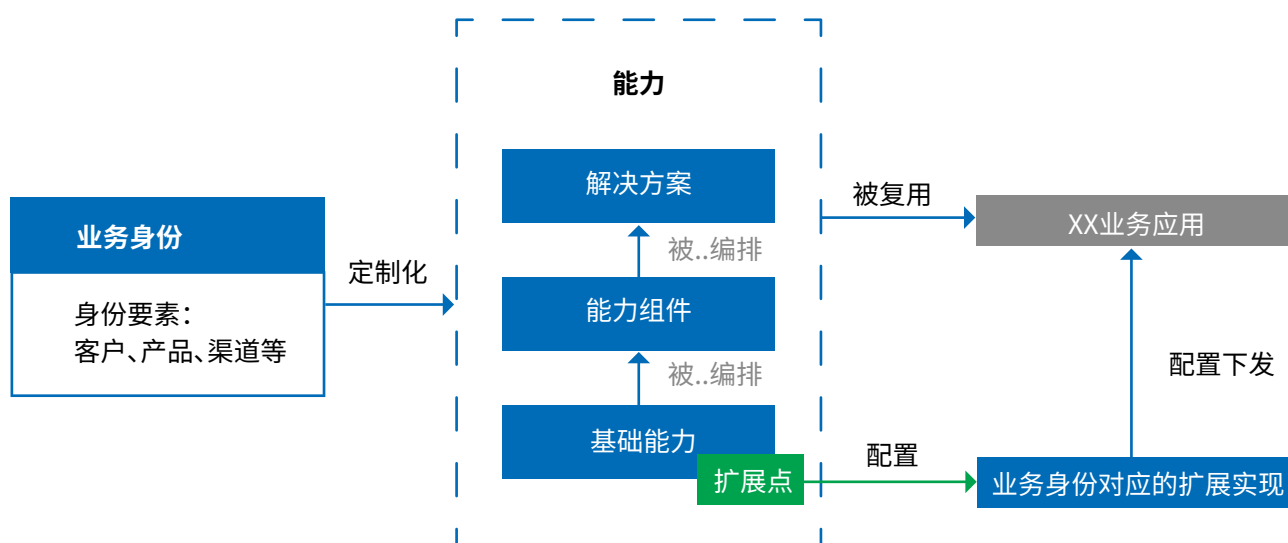 能力
解决方案
被..编排
能力组件
被..编排
基础能力
扩展点
业务身份
身份要素：
客户、产品、渠道等
定制化
被复用
XX业务应用
配置下发
配置
业务身份对应的扩展实现